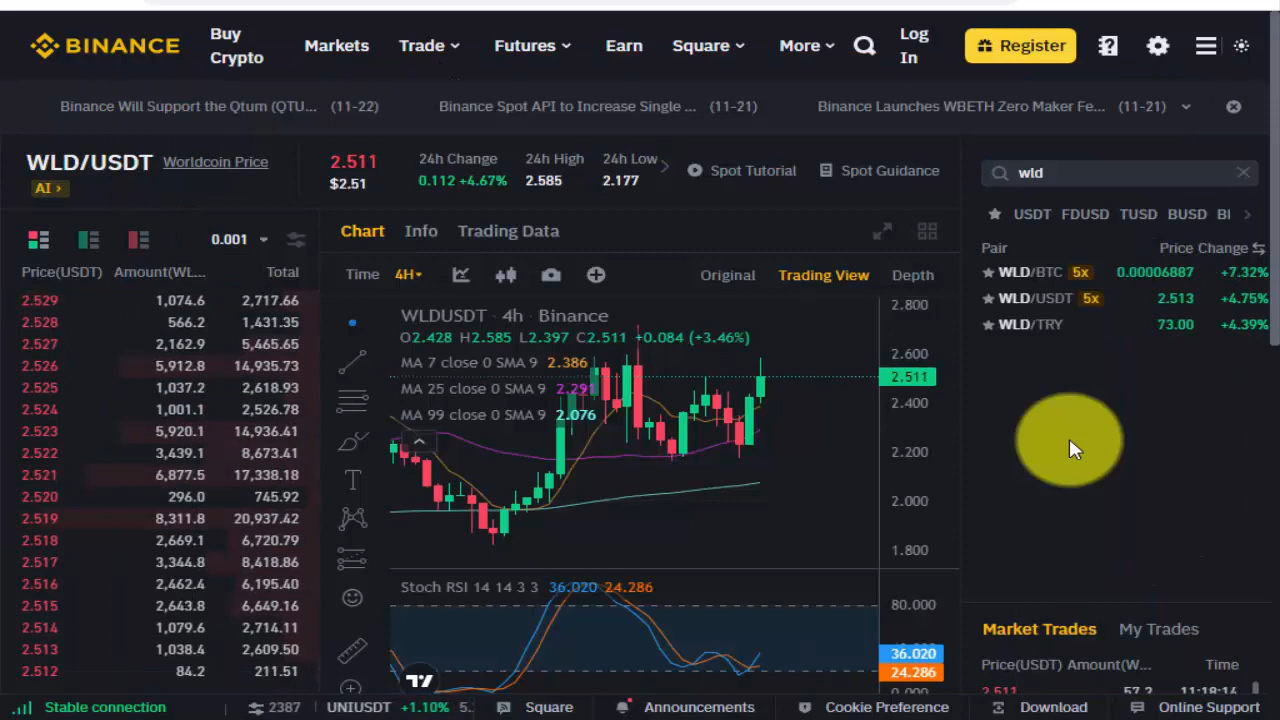 BINANCE
Buy Crypto
Markets
Trade
Futures
Earn
Square
More
Log In
Register
Binance Will Support the Qtum (QTU... (11-22)
Binance Spot API to Increase Single ... (11-21)
Binance Launches WBETH Zero Maker Fe... (11-21)
WLD/USDT Worldcoin Price
AI ›
2.511
$2.51
24h Change
0.112 +4.67%
24h High
2.585
24h Low
2.177
Spot Tutorial
Spot Guidance
0.001
Price(USDT) Amount(WL... Total
2.529 1,074.6 2,717.66
2.528 566.2 1,431.35
2.527 2,162.9 5,465.65
2.526 5,912.8 14,935.73
2.525 1,037.2 2,618.93
2.524 1,001.1 2,526.78
2.523 5,920.1 14,936.41
2.522 3,439.1 8,673.41
2.521 6,877.5 17,338.18
2.520 296.0 745.92
2.519 8,311.8 20,937.42
2.518 2,669.1 6,720.79
2.517 3,344.8 8,418.86
2.516 2,462.4 6,195.40
2.515 2,643.8 6,649.16
2.514 1,079.6 2,714.11
2.513 1,038.4 2,609.50
2.512 84.2 211.51
Chart Info Trading Data
Time 4H Original Trading View Depth
WLDUSDT · 4h · Binance
O2.428 H2.585 L2.397 C2.511 +0.084 (+3.46%)
MA 7 close 0 SMA 9 2.386
MA 25 close 0 SMA 9 2.291
MA 99 close 0 SMA 9 2.076
2.800
2.600
2.511
2.400
2.200
2.000
1.800
T
Stoch RSI 14 14 3 3 36.020 24.286
80.000
36.020
24.286
0.000
wld
USDT FDUSD TUSD BUSD BI
Pair Price Change
WLD/BTC 5x 0.00006887 +7.32%
WLD/USDT 5x 2.513 +4.75%
WLD/TRY 73.00 +4.39%
Market Trades My Trades
Price(USDT) Amount(W... Time
2.511 57.2 11:18:14
Stable connection
2387
UNIUSDT +1.10% 5.
Square
Announcements
Cookie Preference
Download
Online Support